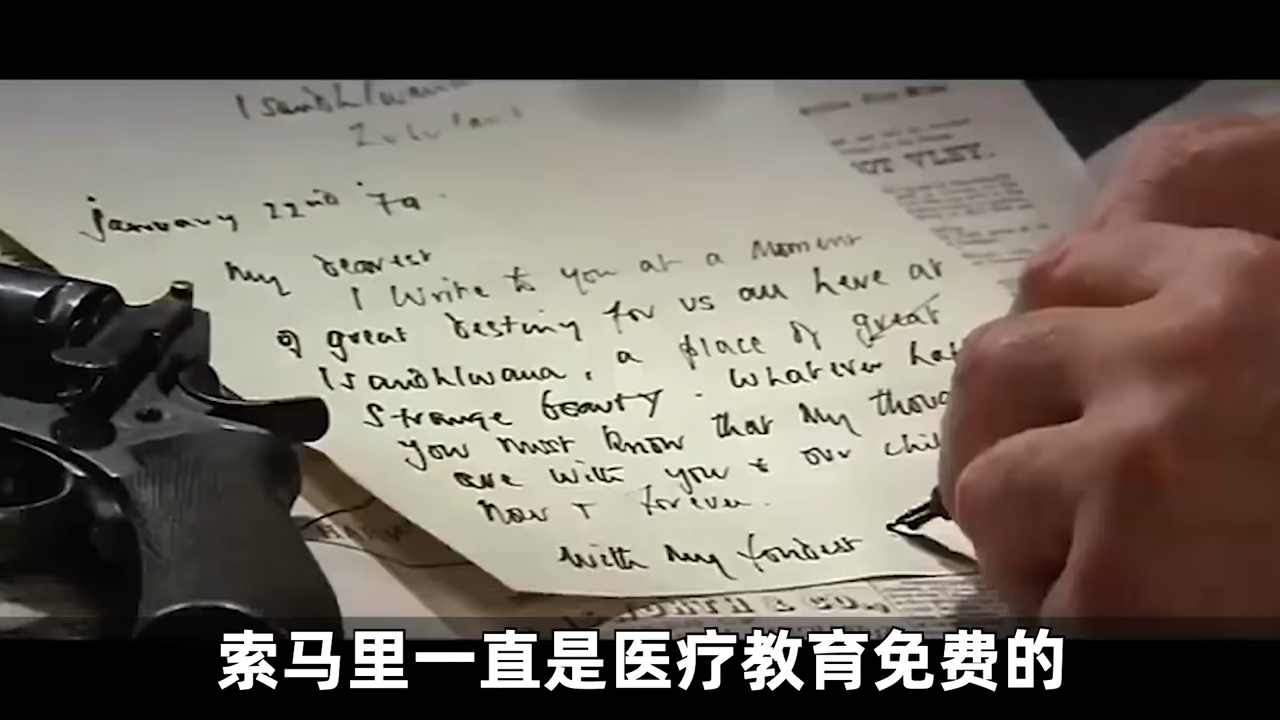 Isandhlwana
Zululand
January 22nd '79.
My dearest
I write to you at a moment
of great destiny for us all here at
Isandhlwana, a place of great
strange beauty. Whatever
you must know that my
are with you & our
now & forever.
With my fondest
索马里一直是医疗教育免费的